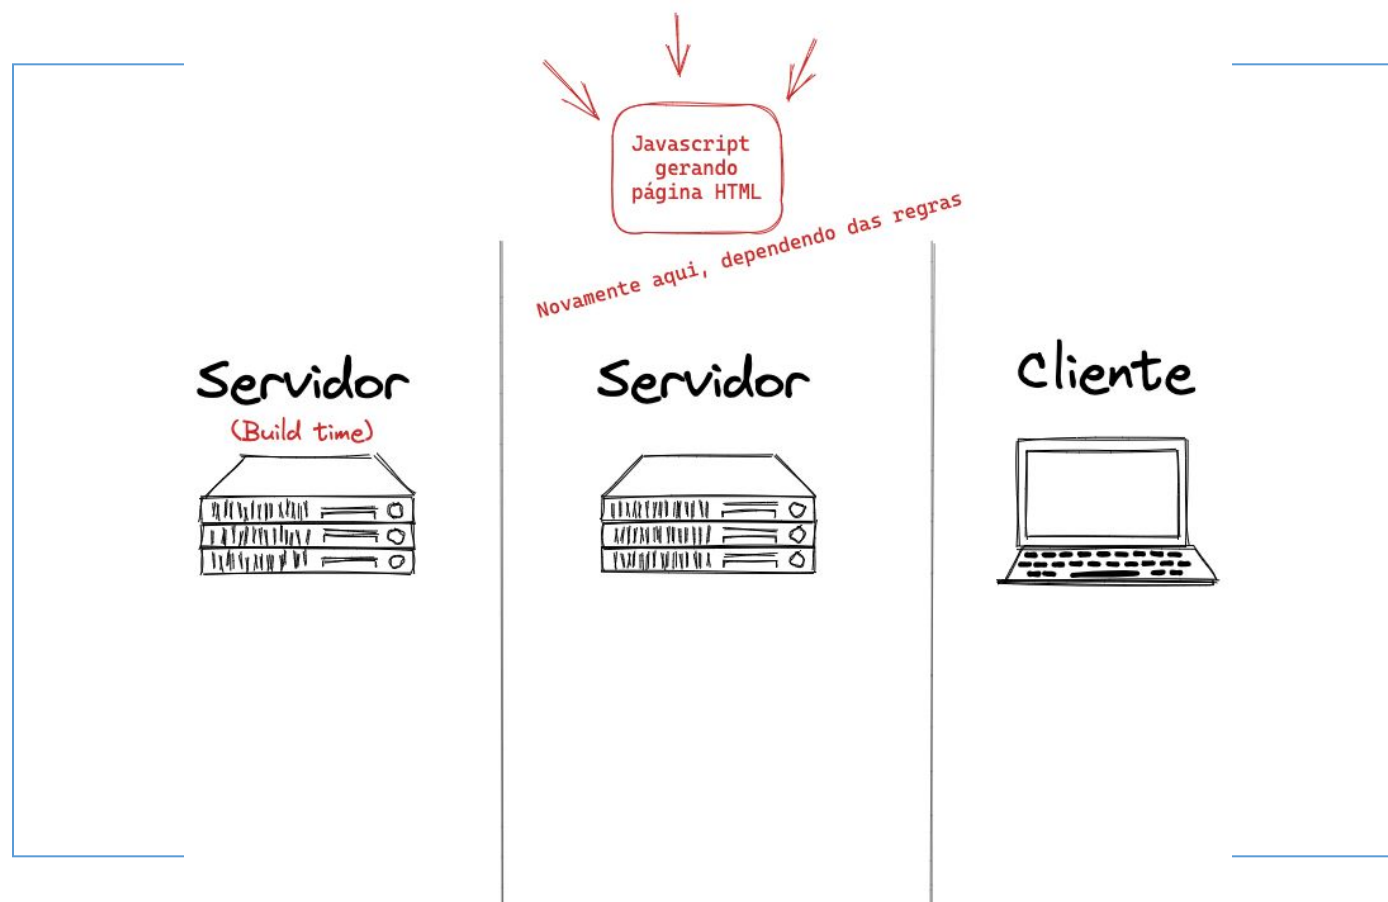 Javascript
gerando
página HTML
Novamente aqui, dependendo das regras
Servidor
(Build time)
Servidor
Cliente